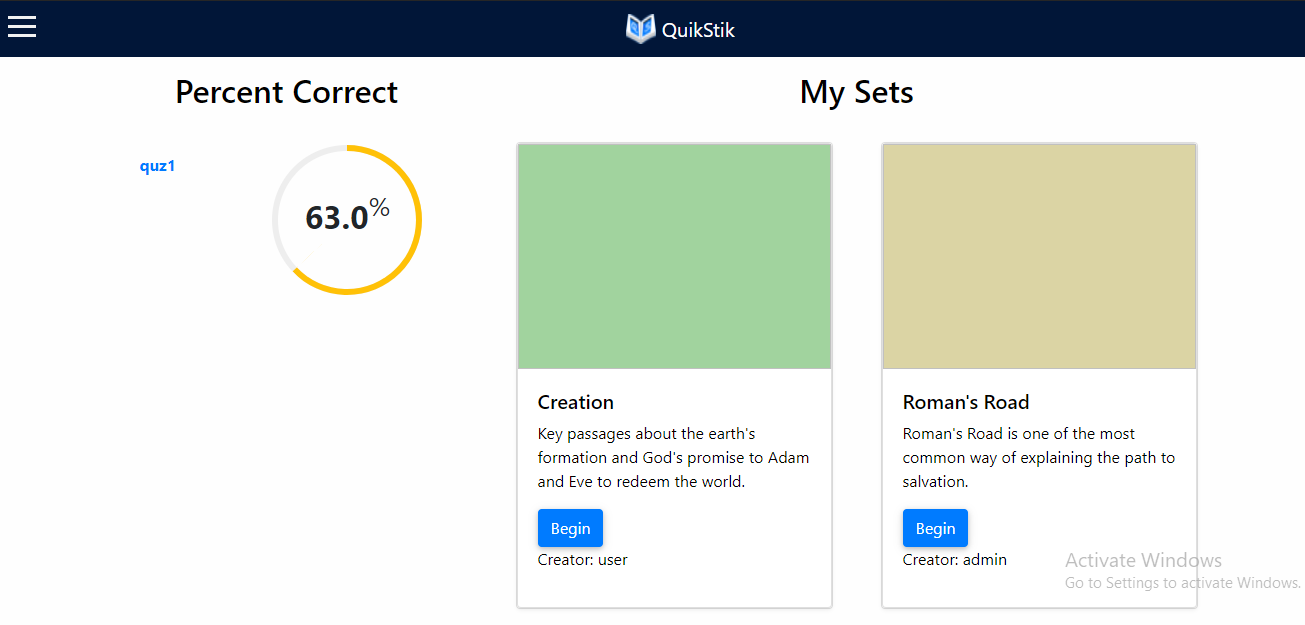 QuikStik
Percent Correct
quz1
63.0%
My Sets
Creation
Key passages about the earth's
formation and God's promise to Adam
and Eve to redeem the world.
Begin
Creator: user
Roman's Road
Roman's Road is one of the most
common way of explaining the path to
salvation.
Begin
Creator: admin
Activate Windows
Go to Settings to activate Windows.